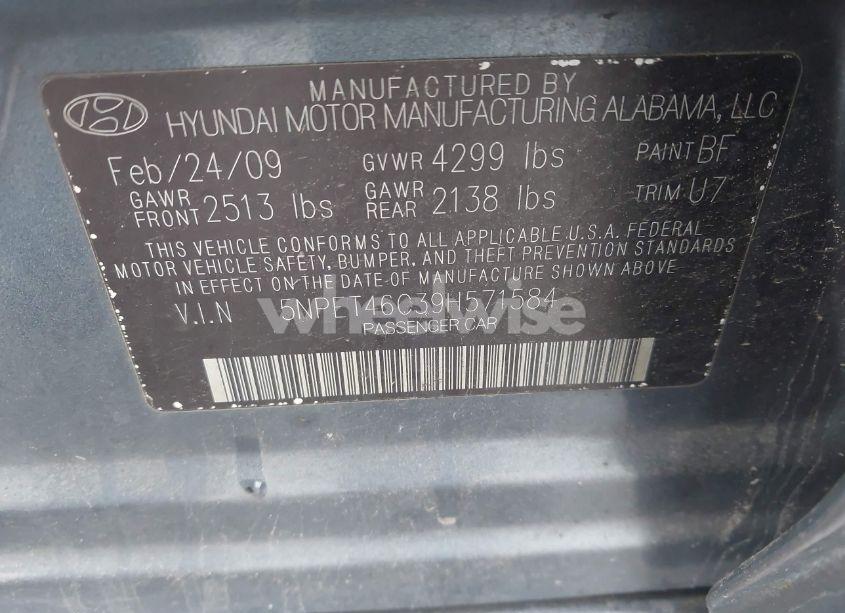 MANUFACTURED BY
HYUNDAI MOTOR MANUFACTURING ALABAMA, LLC
Feb/24/09 GVWR 4299 lbs PAINT BF
GAWR FRONT 2513 lbs GAWR REAR 2138 lbs TRIM U7
THIS VEHICLE CONFORMS TO ALL APPLICABLE U.S.A. FEDERAL
MOTOR VEHICLE SAFETY, BUMPER, AND THEFT PREVENTION STANDARDS
IN EFFECT ON THE DATE OF MANUFACTURE SHOWN ABOVE
V.I.N 5NPET46C39H571584
wheelwise
PASSENGER CAR